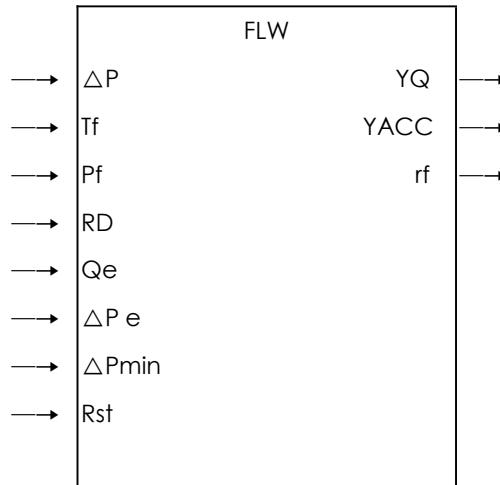 FLW
△P YQ
Tf YACC
Pf rf
RD
Qe
△P e
△Pmin
Rst